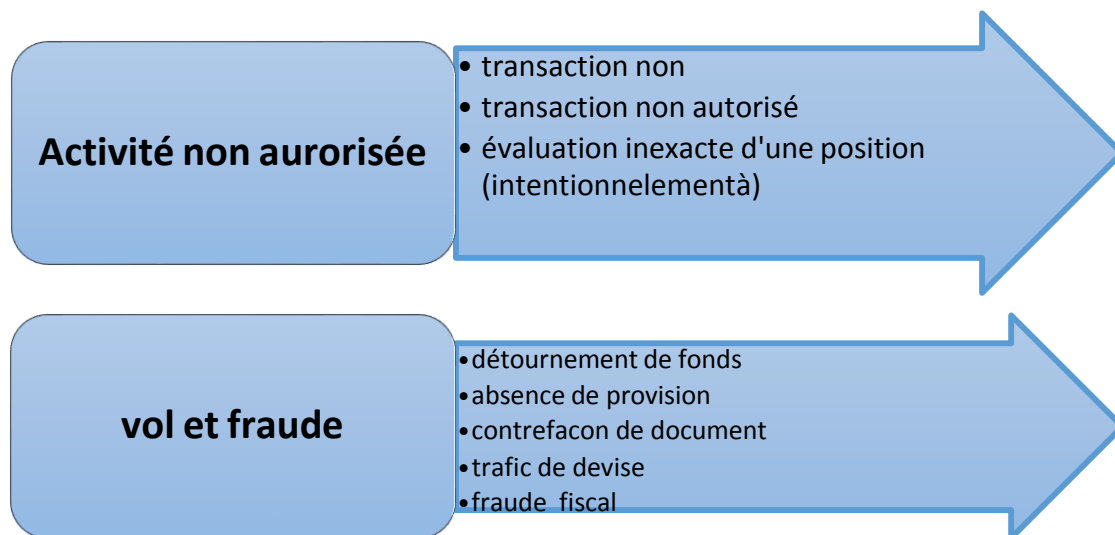 Activité non aurorisée
• transaction non
• transaction non autorisé
• évaluation inexacte d'une position
(intentionnelementà)
vol et fraude
•détournement de fonds
•absence de provision
•contrefacon de document
•trafic de devise
•fraude  fiscal